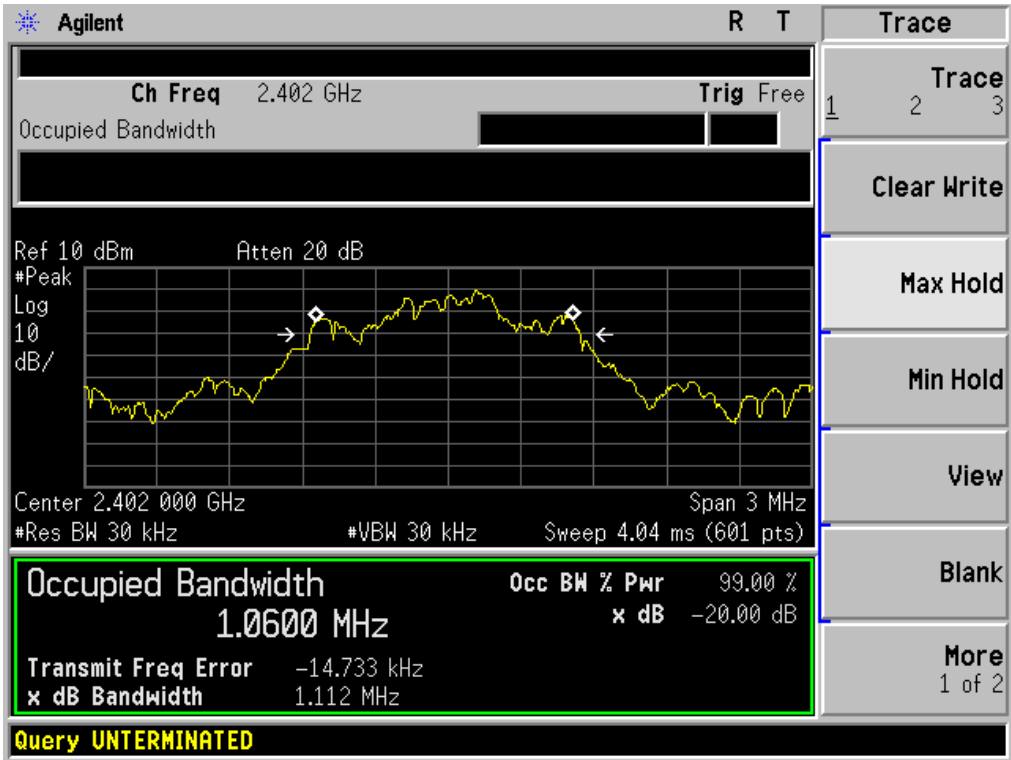 Agilent R T Trace
Ch Freq 2.402 GHz Trig Free
Occupied Bandwidth
Trace
1 2 3
Clear Write
Ref 10 dBm Atten 20 dB
#Peak
Log
10
dB/
Max Hold
Min Hold
View
Center 2.402 000 GHz Span 3 MHz
#Res BW 30 kHz #VBW 30 kHz Sweep 4.04 ms (601 pts)
Occupied Bandwidth Occ BW % Pwr 99.00 %
1.0600 MHz x dB -20.00 dB
Transmit Freq Error -14.733 kHz
x dB Bandwidth 1.112 MHz
Blank
More
1 of 2
Query UNTERMINATED